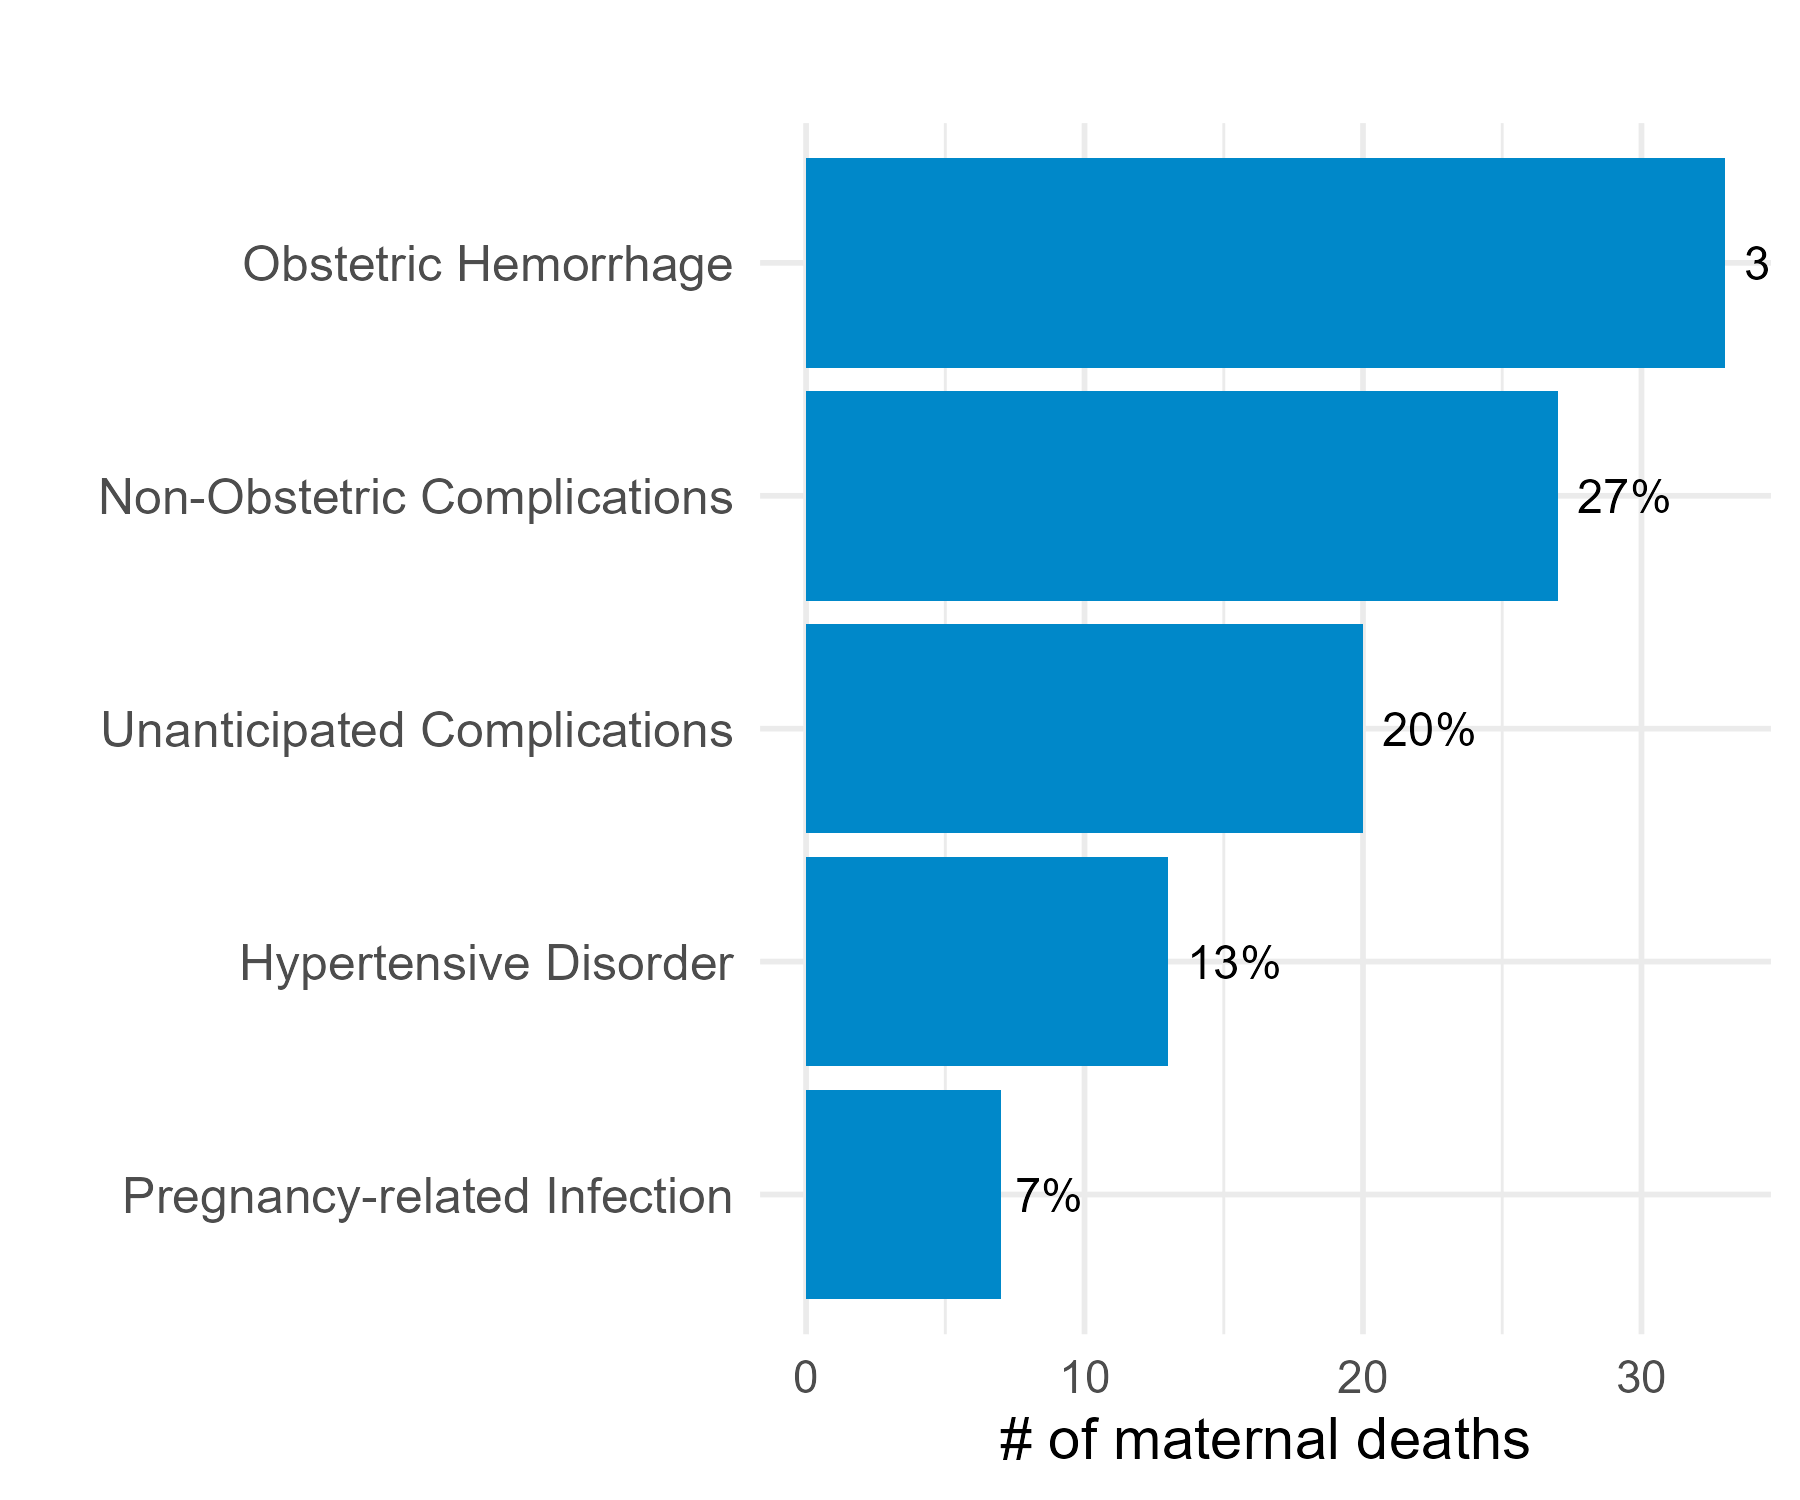 Obstetric Hemorrhage 3
Non-Obstetric Complications 27%
Unanticipated Complications 20%
Hypertensive Disorder 13%
Pregnancy-related Infection 7%
0 10 20 30
# of maternal deaths